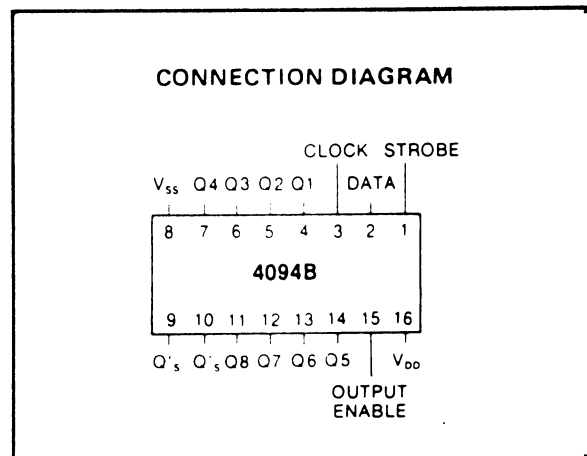 CONNECTION DIAGRAM
CLOCK STROBE
Vss Q4 Q3 Q2 Q1 DATA
8 7 6 5 4 3 2 1
4094B
9 10 11 12 13 14 15 16
Q's Q's Q8 Q7 Q6 Q5 VDD
OUTPUT
ENABLE